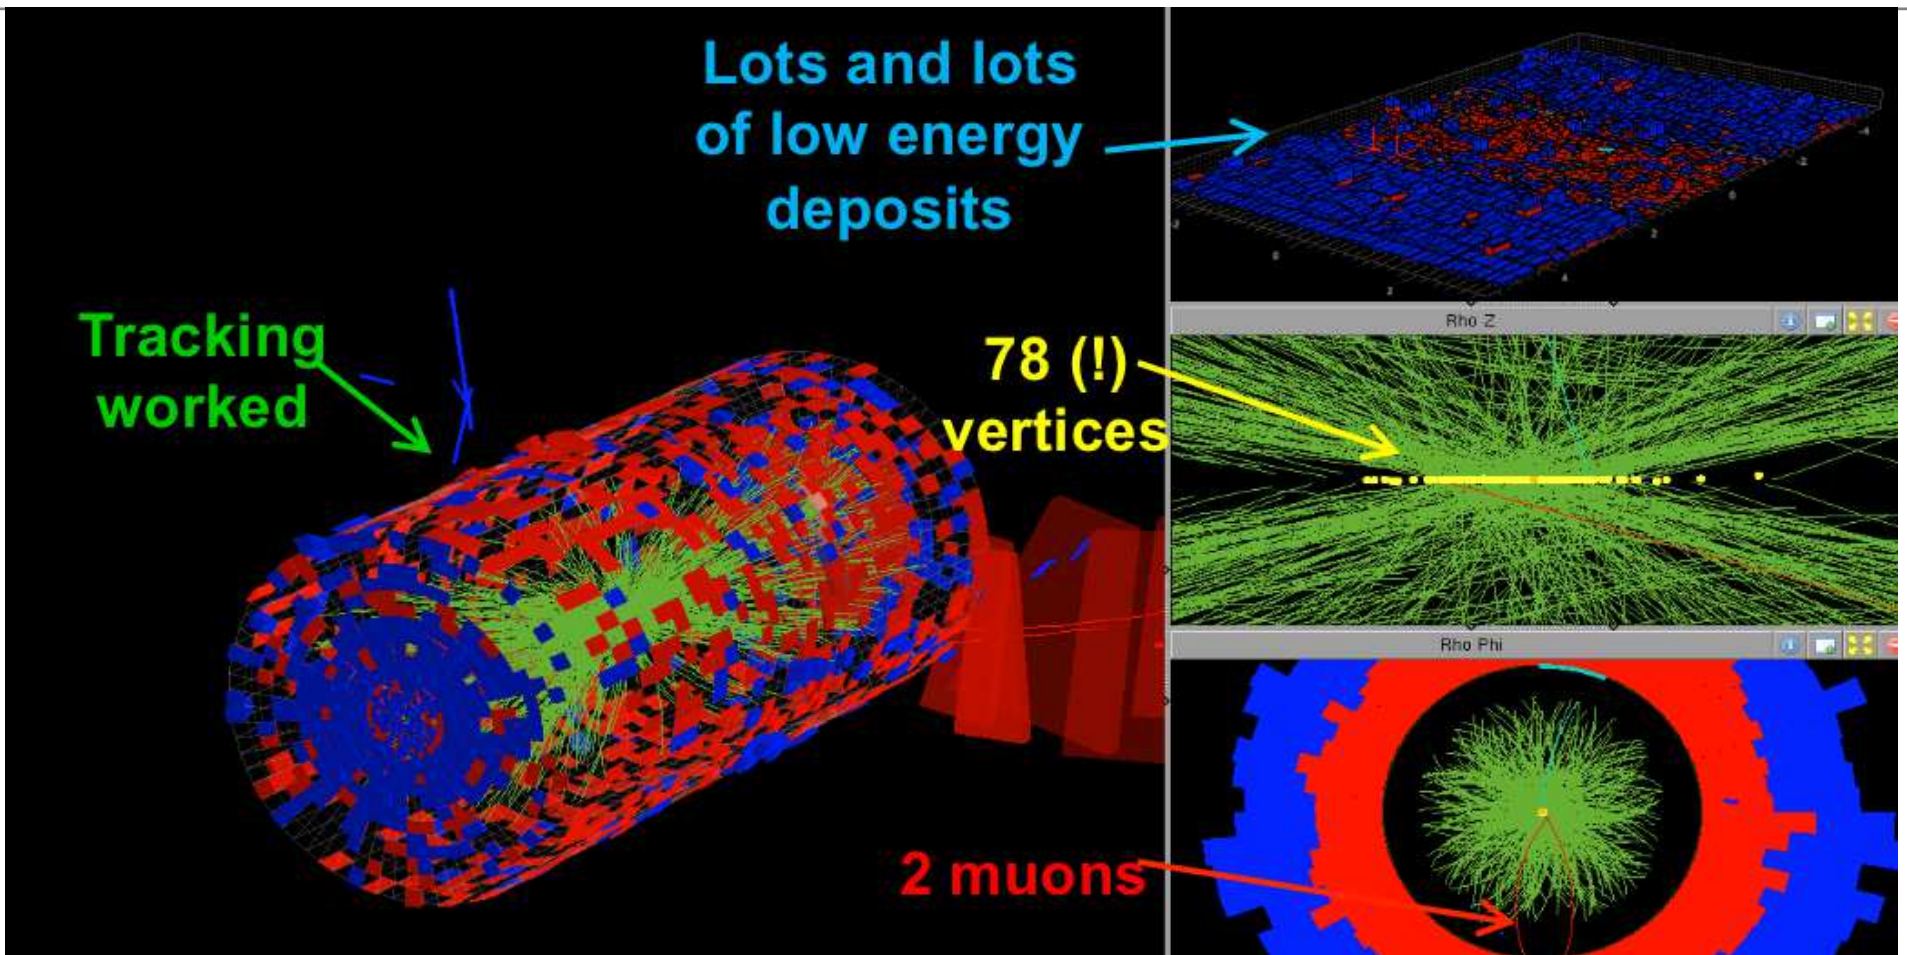 Lots and lots
of low energy
deposits
Tracking
worked
78 (!)
vertices
2 muons
Rho Z
Rho Phi